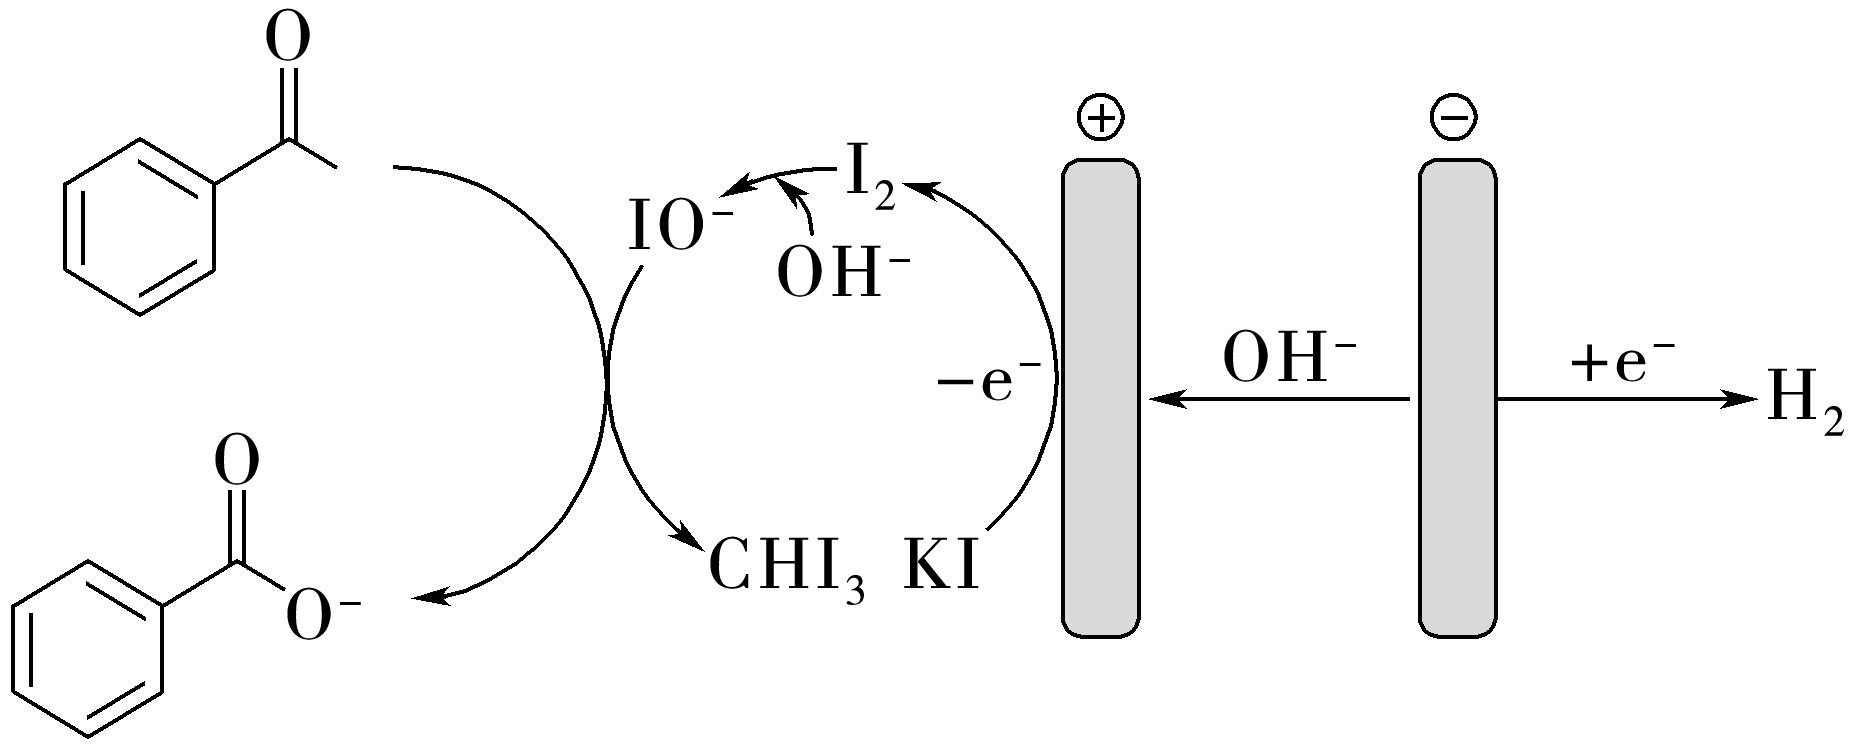 O
⊕
⊖
I₂
IO⁻
OH⁻
−e⁻
OH⁻
+e⁻
H₂
O
O⁻
CHI₃
KI